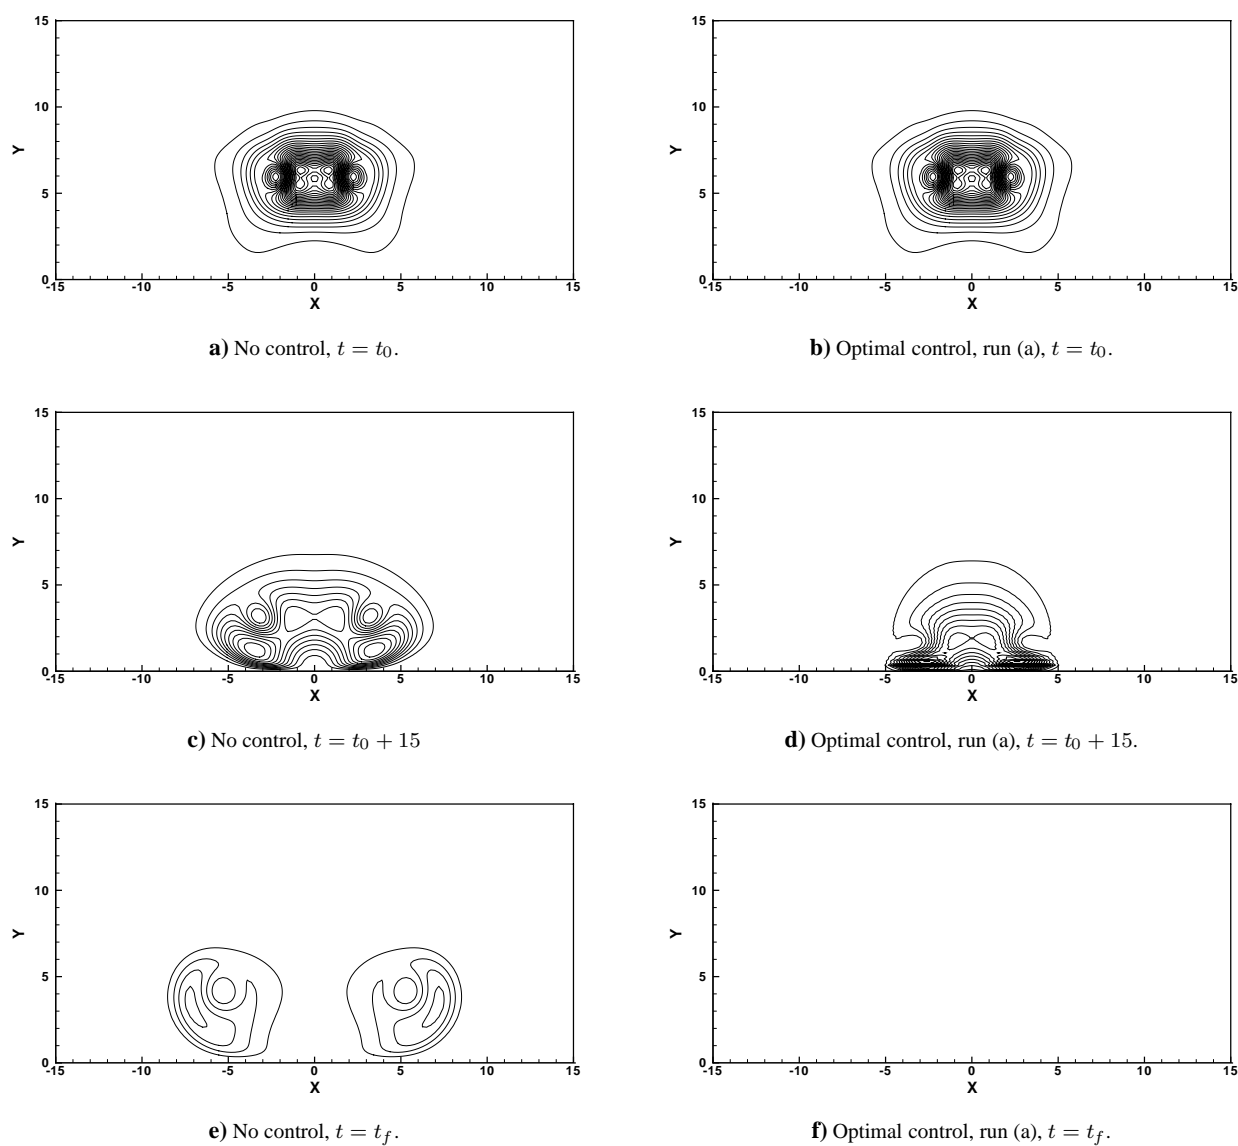 15
10
5
0
Y
-15 -10 -5 0 5 10 15
X
a) No control, t = t0.
15
10
5
0
Y
-15 -10 -5 0 5 10 15
X
b) Optimal control, run (a), t = t0.
15
10
5
0
Y
-15 -10 -5 0 5 10 15
X
c) No control, t = t0 + 15
15
10
5
0
Y
-15 -10 -5 0 5 10 15
X
d) Optimal control, run (a), t = t0 + 15.
15
10
5
0
Y
-15 -10 -5 0 5 10 15
X
e) No control, t = tf.
15
10
5
0
Y
-15 -10 -5 0 5 10 15
X
f) Optimal control, run (a), t = tf.